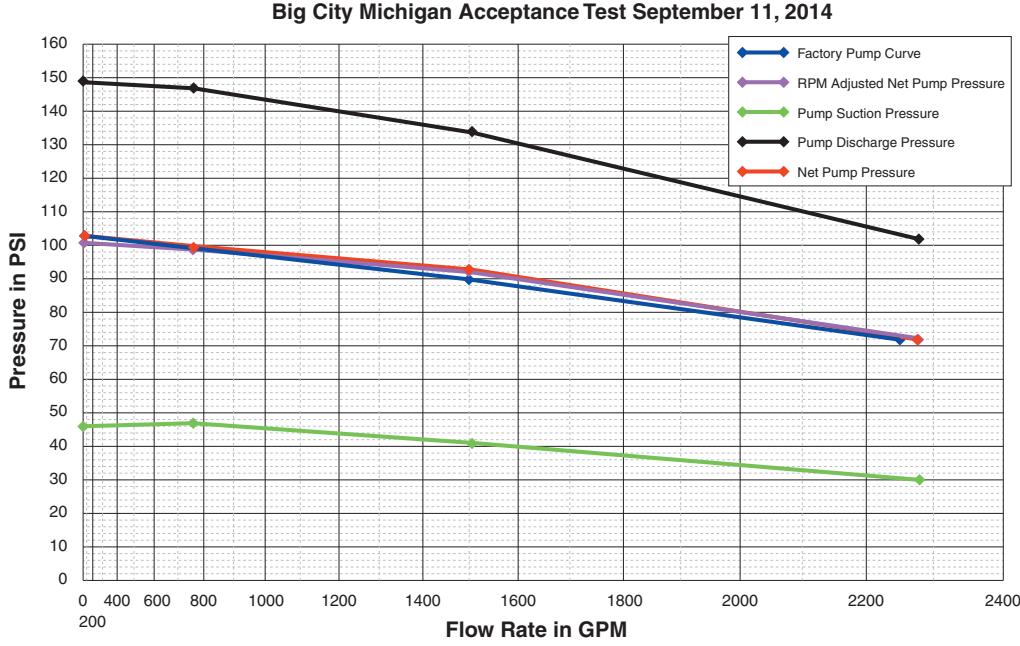 Big City Michigan Acceptance Test September 11, 2014
Factory Pump Curve
RPM Adjusted Net Pump Pressure
Pump Suction Pressure
Pump Discharge Pressure
Net Pump Pressure
Pressure in PSI
160
150
140
130
120
110
100
90
80
70
60
50
40
30
20
10
0
0 400 600 800 1000 1200 1400 1600 1800 2000 2200 2400
200
Flow Rate in GPM